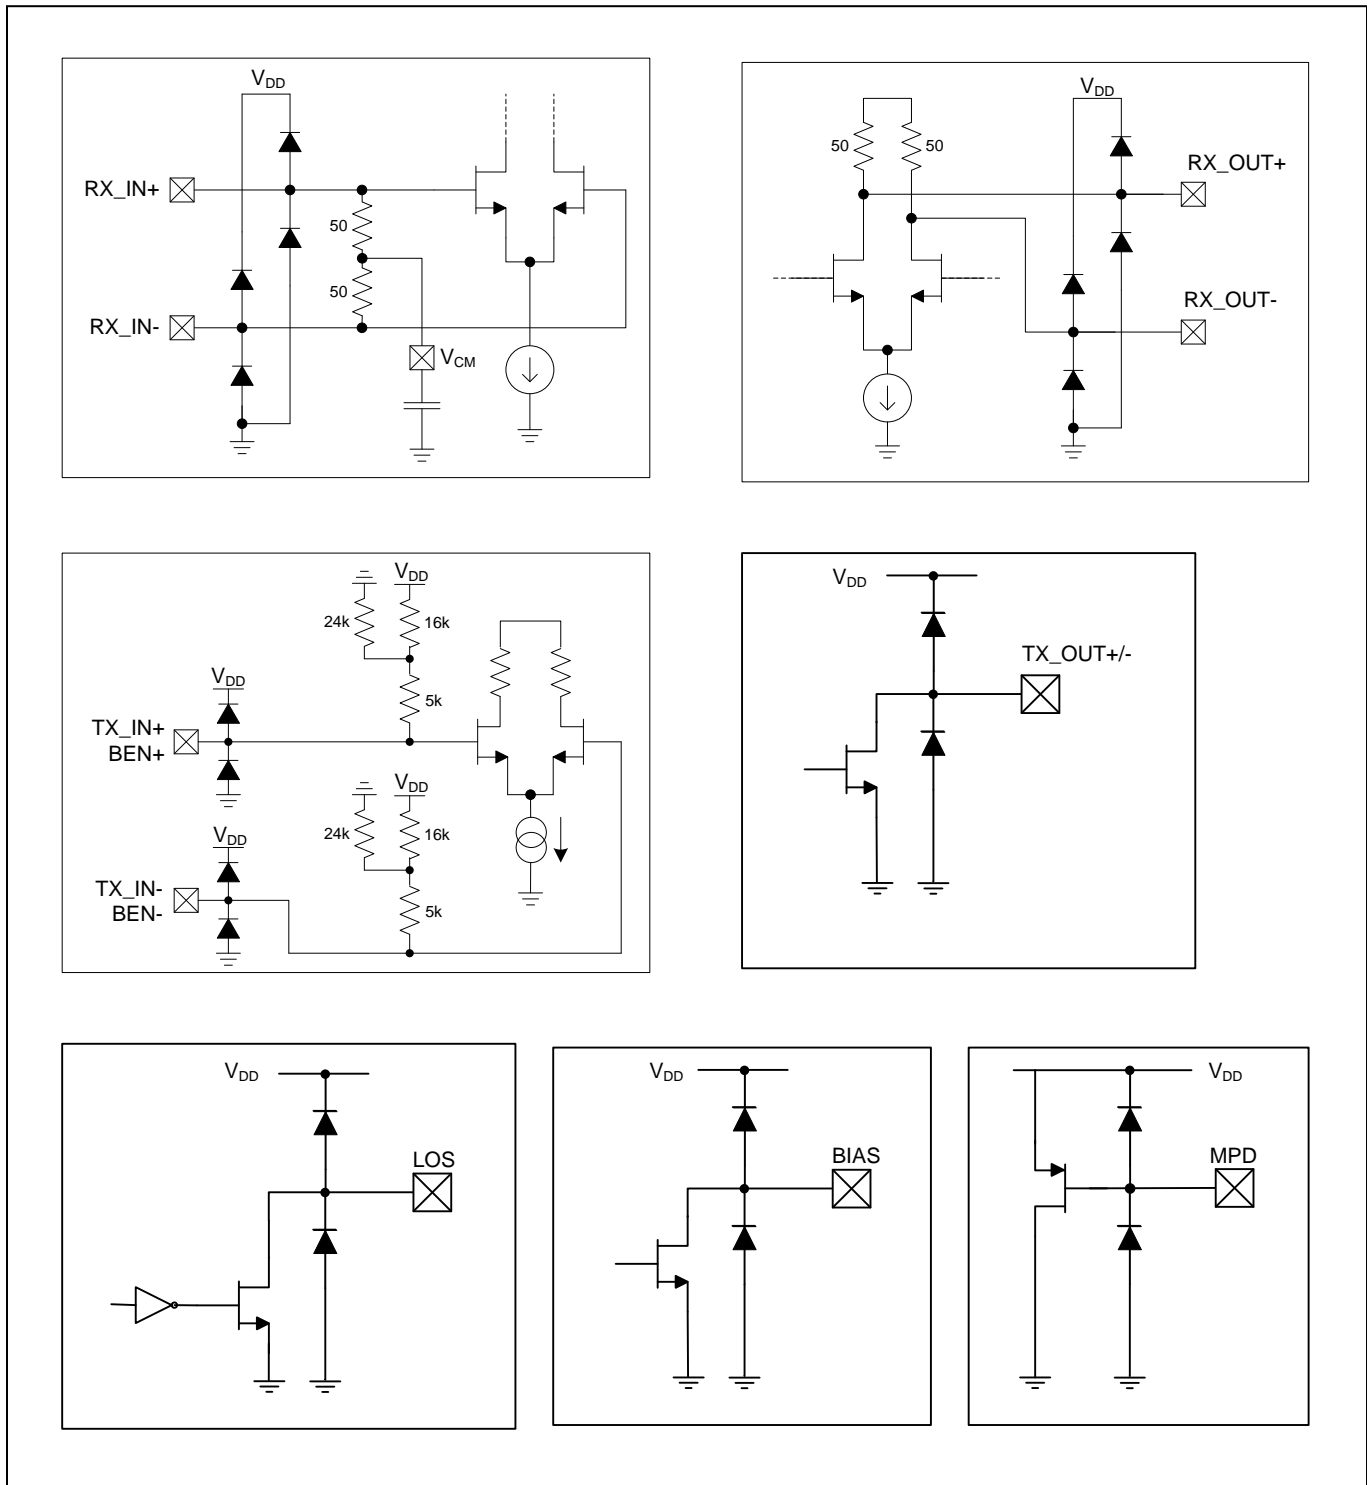 VDD
RX_IN+
50
50
RX_IN-
VCM
50
50
VDD
RX_OUT+
RX_OUT-
VDD
24k
16k
VDD
5k
TX_IN+
BEN+
VDD
24k
16k
VDD
TX_IN-
BEN-
5k
VDD
TX_OUT+/-
VDD
LOS
VDD
BIAS
VDD
MPD